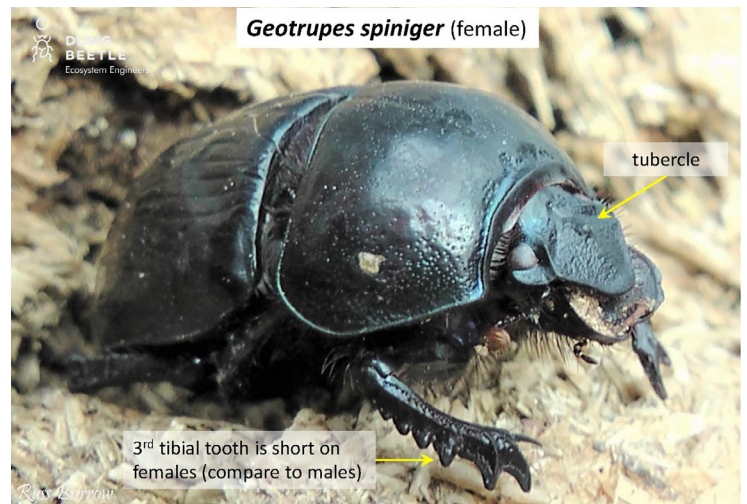 Geotrupes spiniger (female)
DUNG
BEETLE
Ecosystem Engineers
tubercle
3rd tibial tooth is short on
females (compare to males)
Russ Burrow